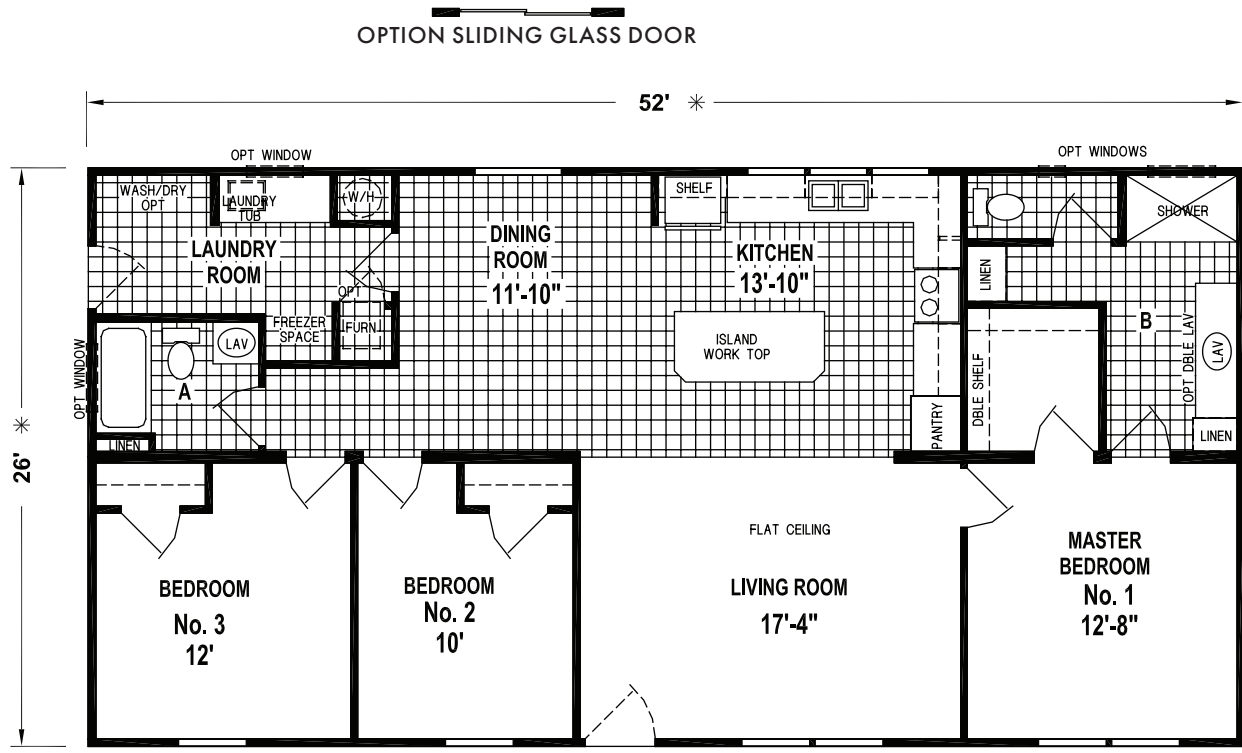 OPTION SLIDING GLASS DOOR
52' ✳
OPT WINDOW
OPT WINDOWS
WASH/DRY
OPT
LAUNDRY
TUB
W/H
SHELF
SHOWER
LAUNDRY
ROOM
DINING
ROOM
11'-10"
KITCHEN
13'-10"
LINEN
OPT
FREEZER
SPACE
FURN
ISLAND
WORK TOP
B
LAV
OPT DBLE LAV
OPT WINDOW
LAV
A
LINEN
DBLE SHELF
PANTRY
LINEN
26' ✳
FLAT CEILING
BEDROOM
No. 3
12'
BEDROOM
No. 2
10'
LIVING ROOM
17'-4"
MASTER
BEDROOM
No. 1
12'-8"